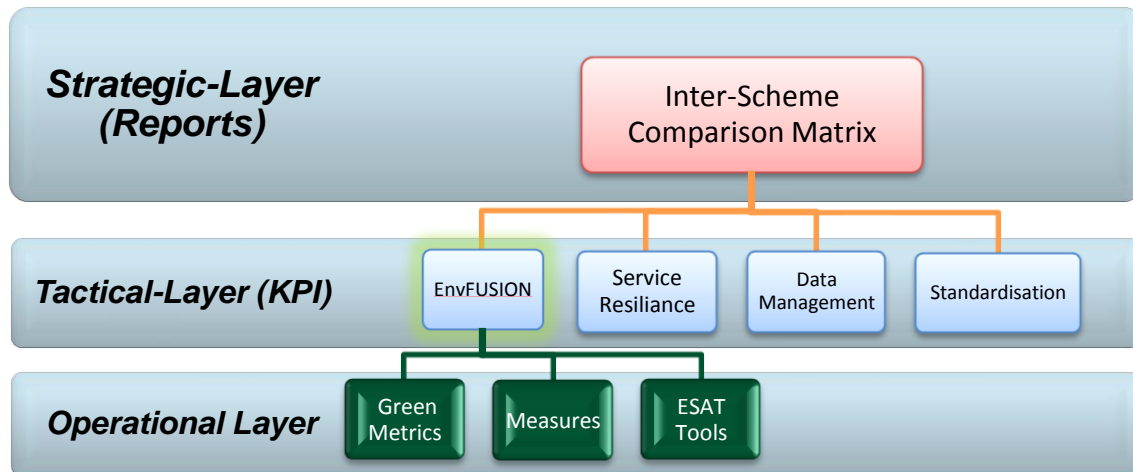 Strategic-Layer
(Reports)
Inter-Scheme
Comparison Matrix
Tactical-Layer (KPI)
EnvFUSION
Service
Resiliance
Data
Management
Standardisation
Operational Layer
Green
Metrics
Measures
ESAT
Tools